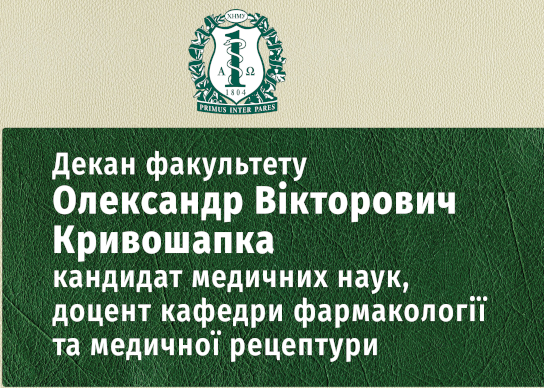 ХНМУ
1
Α Ω
1804
PRIMUS INTER PARES
Декан факультету
Олександр Вікторович
Кривошапка
кандидат медичних наук,
доцент кафедри фармакології
та медичної рецептури